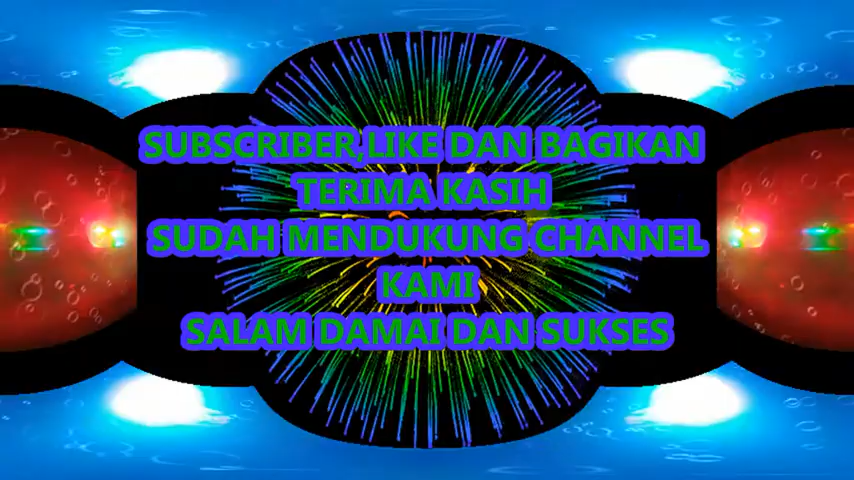 SUBSCRIBER,LIKE DAN BAGIKAN
TERIMA KASIH
SUDAH MENDUKUNG CHANNEL
KAMI
SALAM DAMAI DAN SUKSES